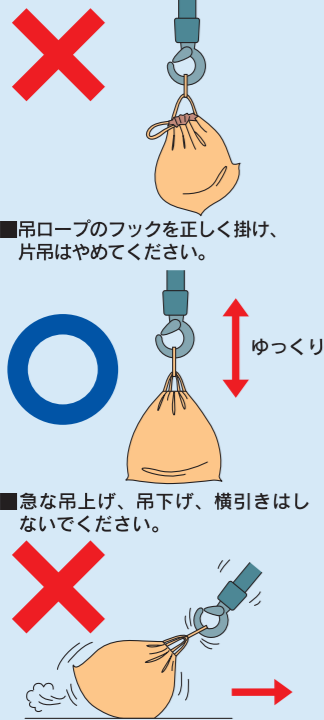 ■吊ロープのフックを正しく掛け、
片吊はやめてください。
ゆっくり
■急な吊上げ、吊下げ、横引きはし
ないでください。